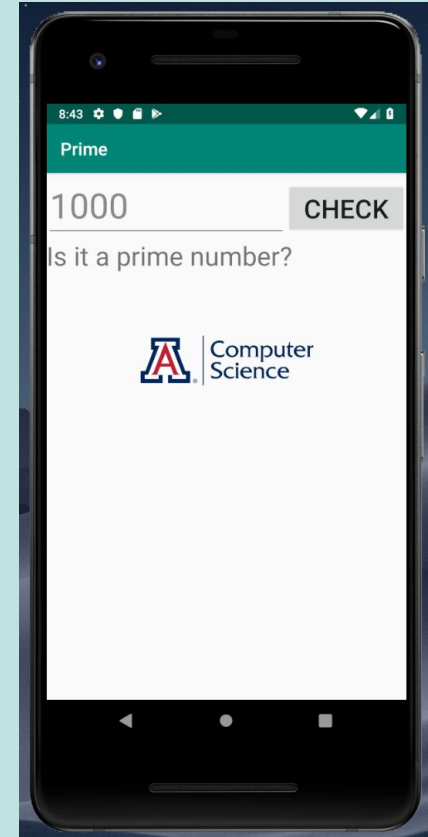 8:43
Prime
1000 CHECK
Is it a prime number?
A Computer
Science